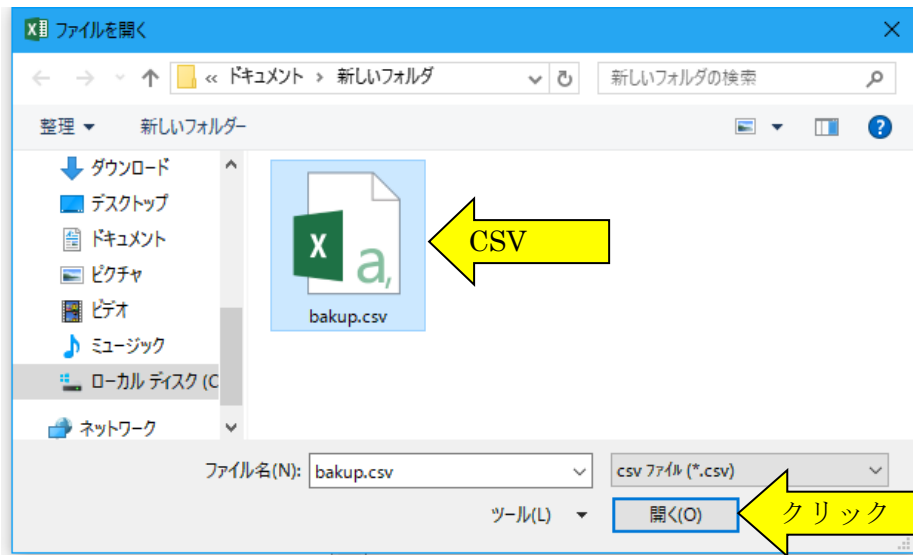 ファイルを開く
« ドキュメント › 新しいフォルダ
新しいフォルダの検索
整理
新しいフォルダー
ダウンロード
デスクトップ
ドキュメント
ピクチャ
ビデオ
ミュージック
ローカル ディスク (C
ネットワーク
bakup.csv
CSV
ファイル名(N):
bakup.csv
csv ファイル (*.csv)
ツール(L)
開く(O)
クリック